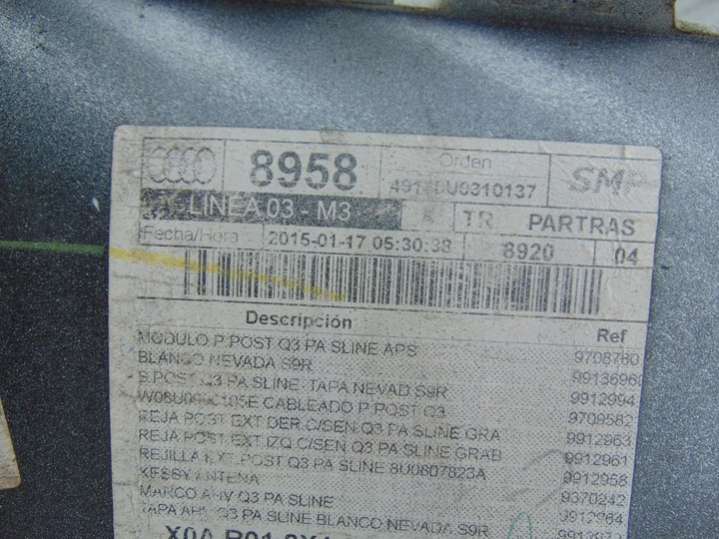 8958
Orden
SMP
LINEA 03 - M3
TR
PARTRAS
Fecha/Hora
2015-01-17 05:30:38
8920
04
Descripción
Ref
MODULO P POST Q3 PA SLINE APS
9708780
BLANCO NEVADA S9R
9913696
P.POST Q3 PA SLINE TAPA NEVAD S9R
9912994
CABLEADO P POST Q3
9709582
REJA POST EXT DER C/SEN Q3 PA SLINE GRA
9912963
REJA POST EXT IZQ C/SEN Q3 PA SLINE GRAB
9912961
REJILLA EXT POST Q3 PA SLINE 8U0807823A
9912958
KESSY ANTENA
9370242
MARCO AHV Q3 PA SLINE
9912964
TAPA AHV Q3 PA SLINE BLANCO NEVADA S9R